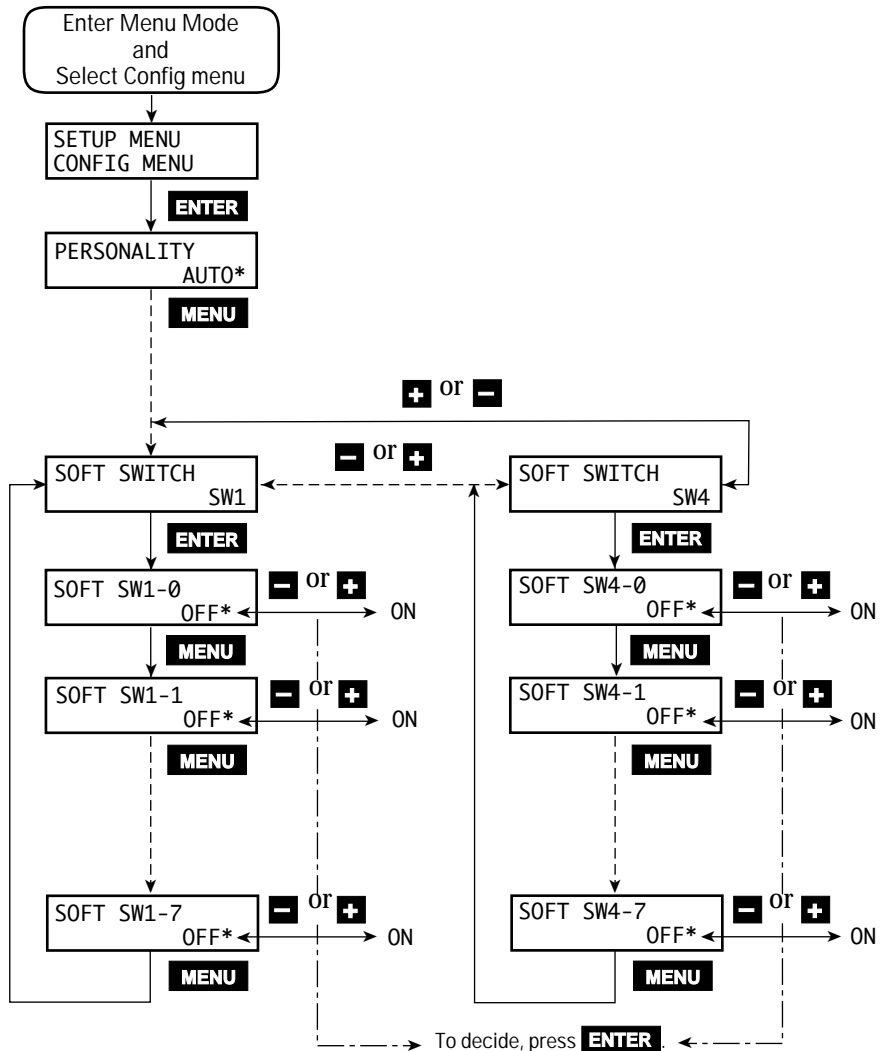 Enter Menu Mode
and
Select Config menu
SETUP MENU
CONFIG MENU
ENTER
PERSONALITY
AUTO*
MENU
+ or -
- or +
SOFT SWITCH
SW1
ENTER
SOFT SW1-0
OFF*
- or +
ON
MENU
SOFT SW1-1
OFF*
- or +
ON
MENU
SOFT SW1-7
OFF*
- or +
ON
MENU
SOFT SWITCH
SW4
ENTER
SOFT SW4-0
OFF*
- or +
ON
MENU
SOFT SW4-1
OFF*
- or +
ON
MENU
SOFT SW4-7
OFF*
- or +
ON
MENU
To decide, press ENTER.